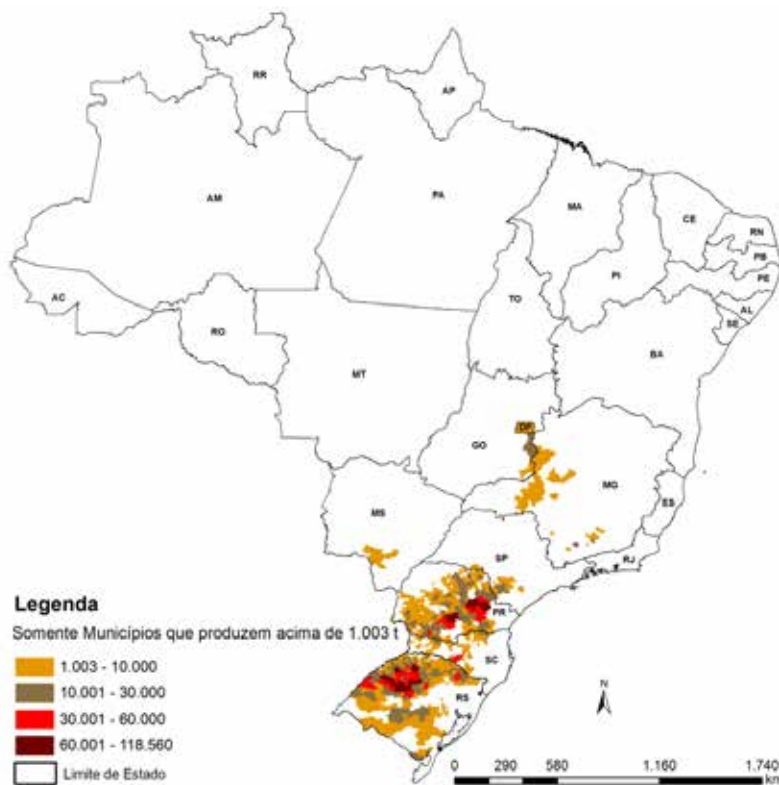 RR
AP
AM
PA
MA
CE
RN
PB
PE
PI
AL
SE
AC
TO
RO
BA
MT
DF
GO
MG
ES
MS
SP
RJ
PR
SC
RS
Legenda
Somente Municípios que produzem acima de 1.003 t
1.003 - 10.000
10.001 - 30.000
30.001 - 60.000
60.001 - 118.560
Limite de Estado
N
0 290 580 1.160 1.740
km